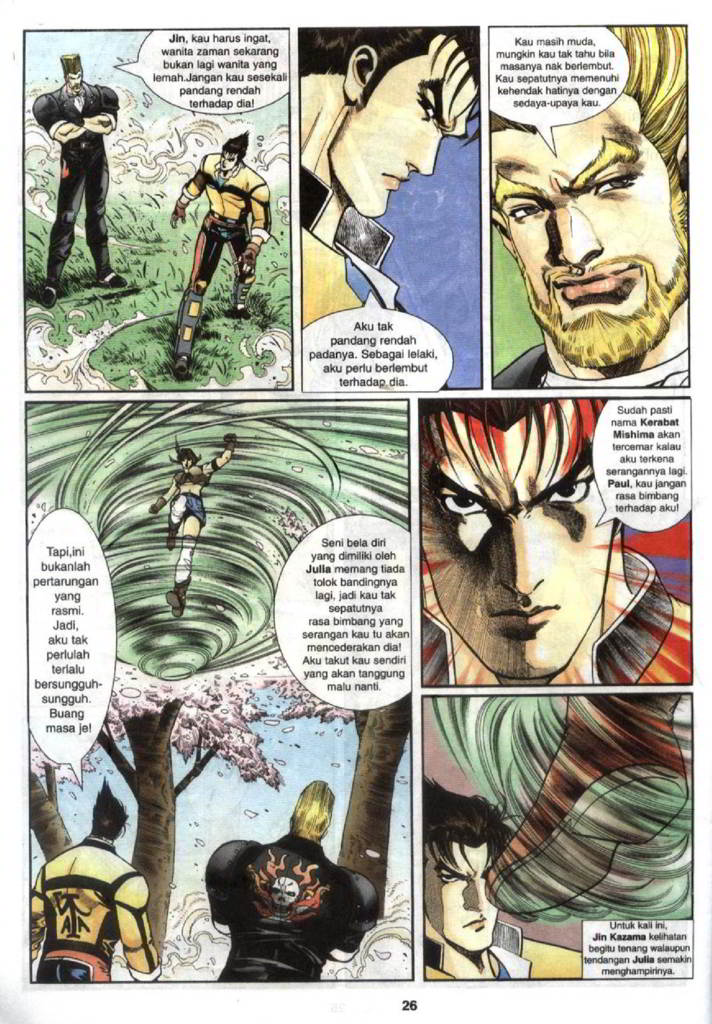 Jin, kau harus ingat,
wanita zaman sekarang
bukan lagi wanita yang
lemah.Jangan kau sesekali
pandang rendah
terhadap dia!
Aku tak
pandang rendah
padanya. Sebagai lelaki,
aku perlu berlembut
terhadap dia.
Kau masih muda,
mungkin kau tak tahu bila
masanya nak berlembut.
Kau sepatutnya memenuhi
kehendak hatinya dengan
sedaya-upaya kau.
Tapi,ini
bukanlah
pertarungan
yang
rasmi.
Jadi,
aku tak
perlulah
terlalu
bersungguh-
sungguh.
Buang
masa je!
Seni bela diri
yang dimiliki oleh
Julia memang tiada
tolok bandingnya
lagi, jadi kau tak
sepatutnya
rasa bimbang yang
serangan kau tu akan
mencederakan dia!
Aku takut kau sendiri
yang akan tanggung
malu nanti.
Sudah pasti
nama Kerabat
Mishima akan
tercemar kalau
aku terkena
serangannya lagi.
Paul, kau jangan
rasa bimbang
terhadap aku!
Untuk kali ini,
Jin Kazama kelihatan
begitu tenang walaupun
tendangan Julia semakin
menghampirinya.
26